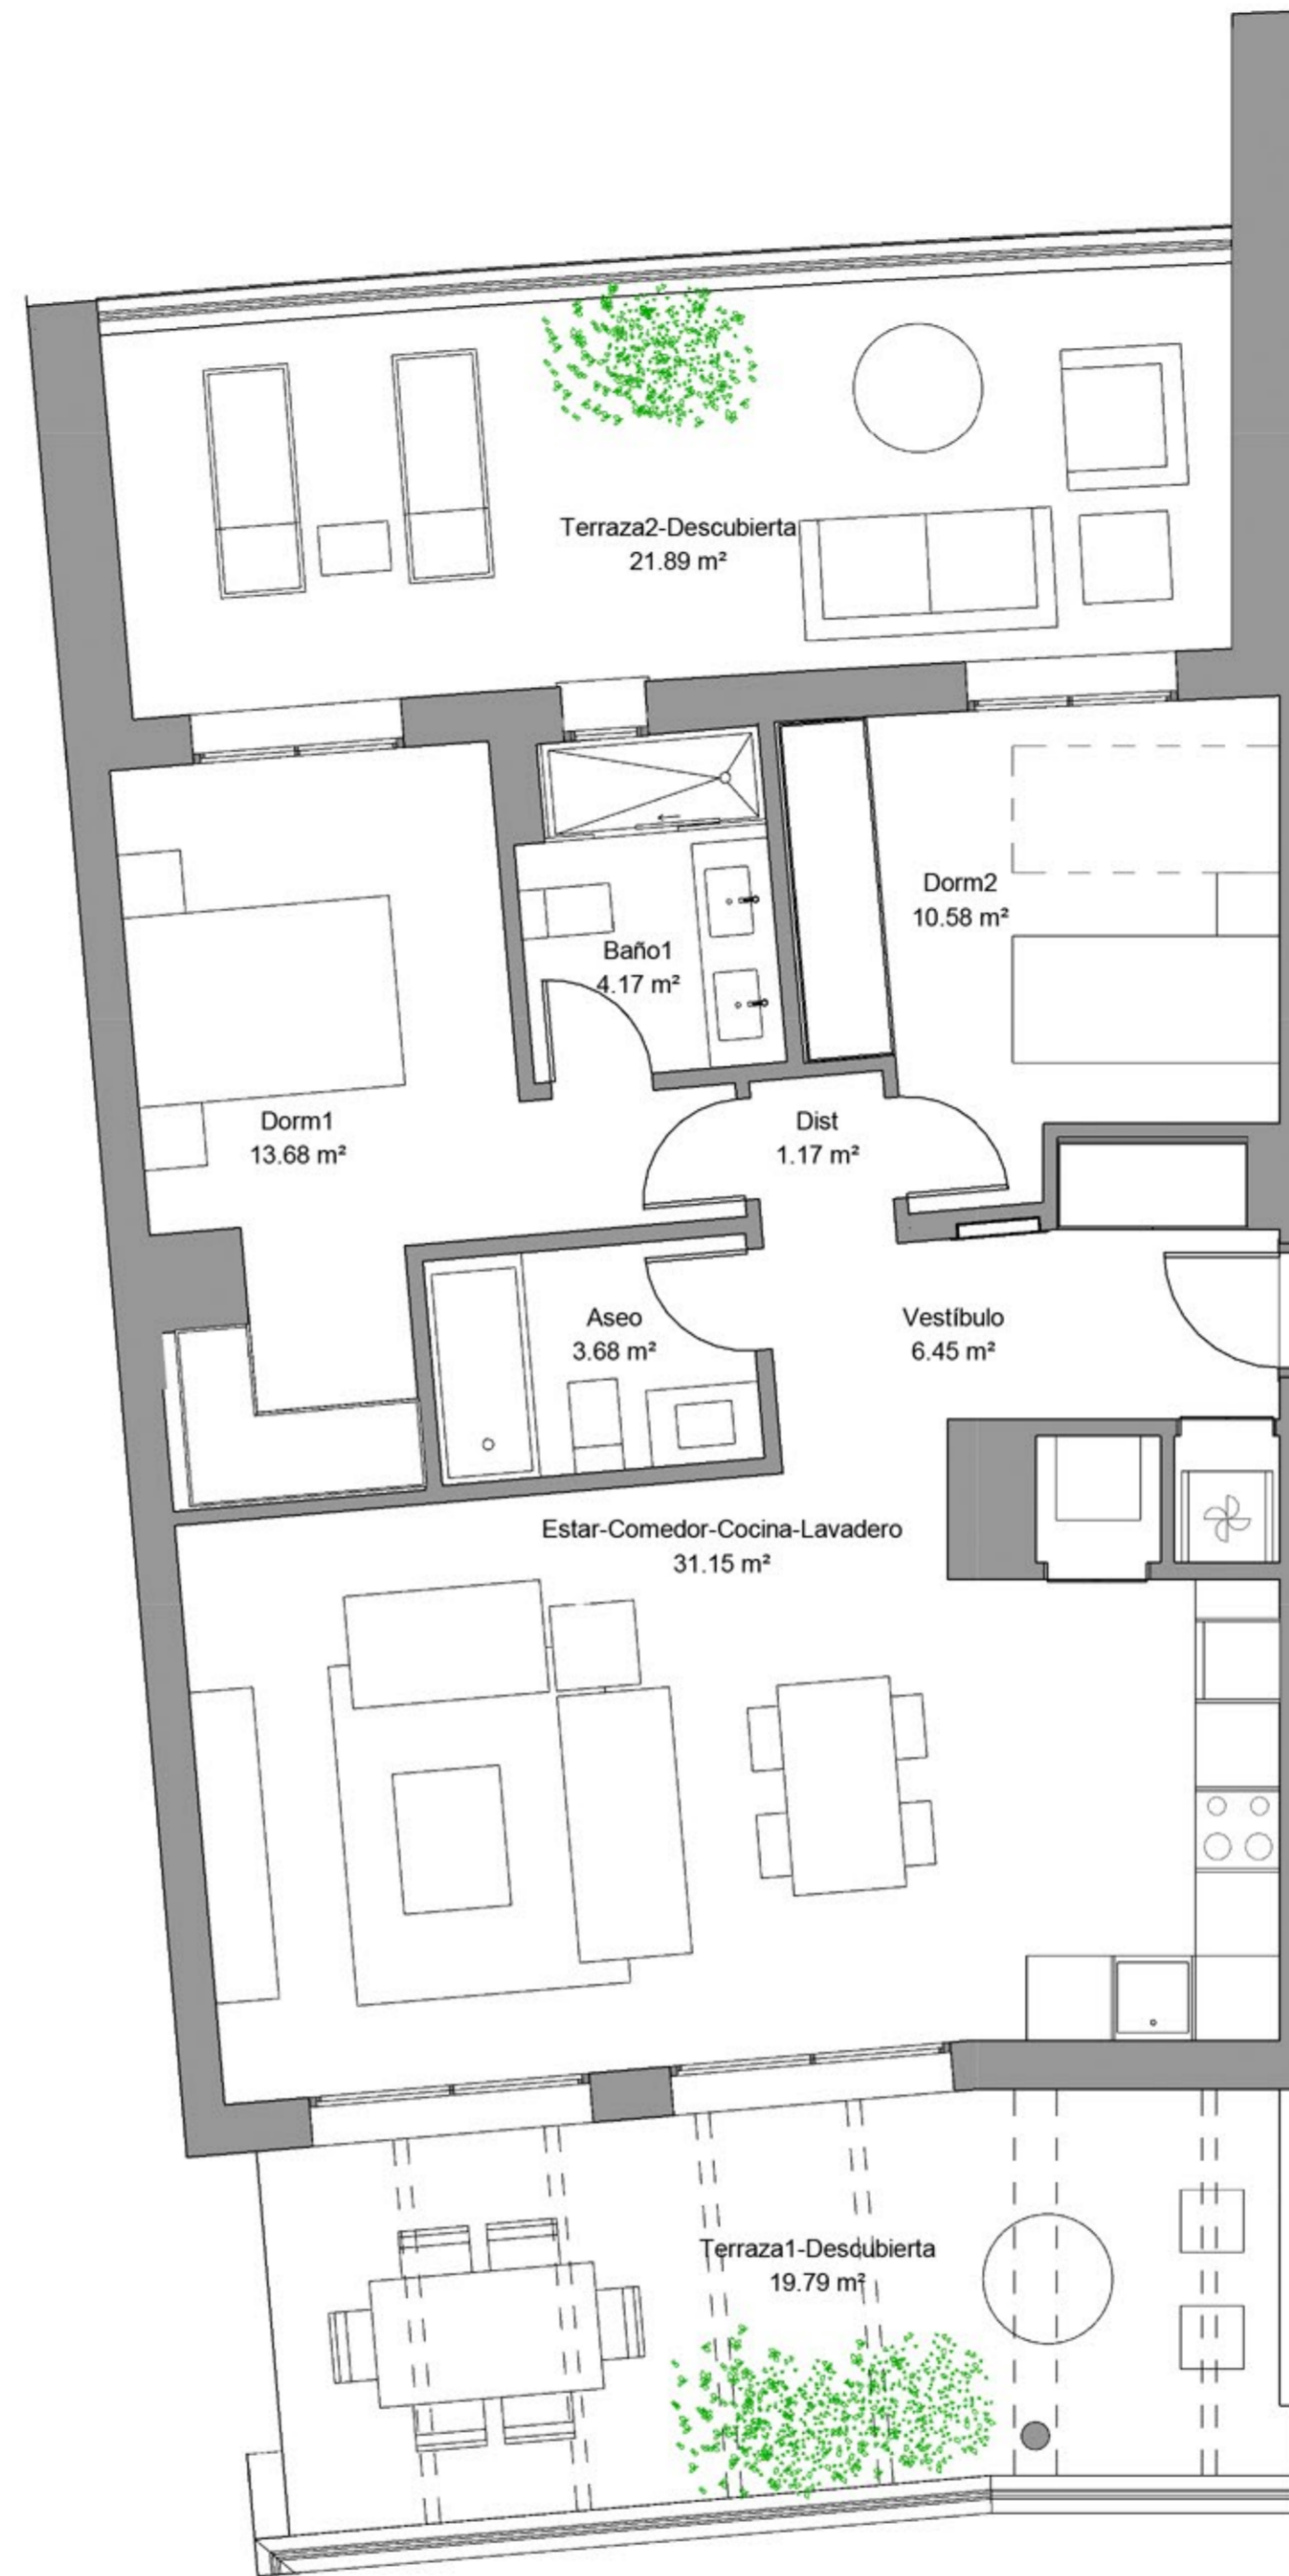 Terraza2-Descubierta
21.89 m²
Dorm2
10.58 m²
Baño1
4.17 m²
Dorm1
13.68 m²
Dist
1.17 m²
Aseo
3.68 m²
Vestíbulo
6.45 m²
Estar-Comedor-Cocina-Lavadero
31.15 m²
Terraza1-Descubierta
19.79 m²